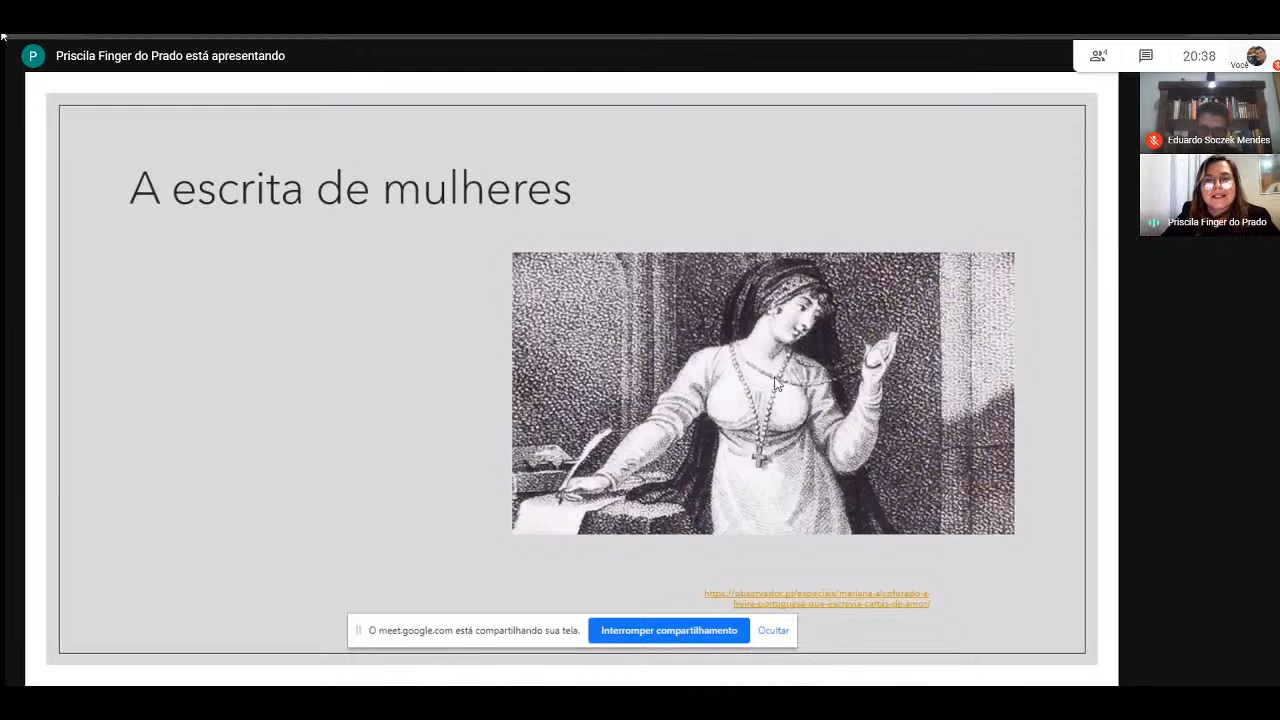 P Priscila Finger do Prado está apresentando
4
20:38
Você
Eduardo Soczek Mendes
Priscila Finger do Prado
A escrita de mulheres
https://observador.pt/especiais/mariana-alcoforado-a-
freira-portuguesa-que-escrevia-cartas-de-amor/
O meet.google.com está compartilhando sua tela.
Interromper compartilhamento
Ocultar